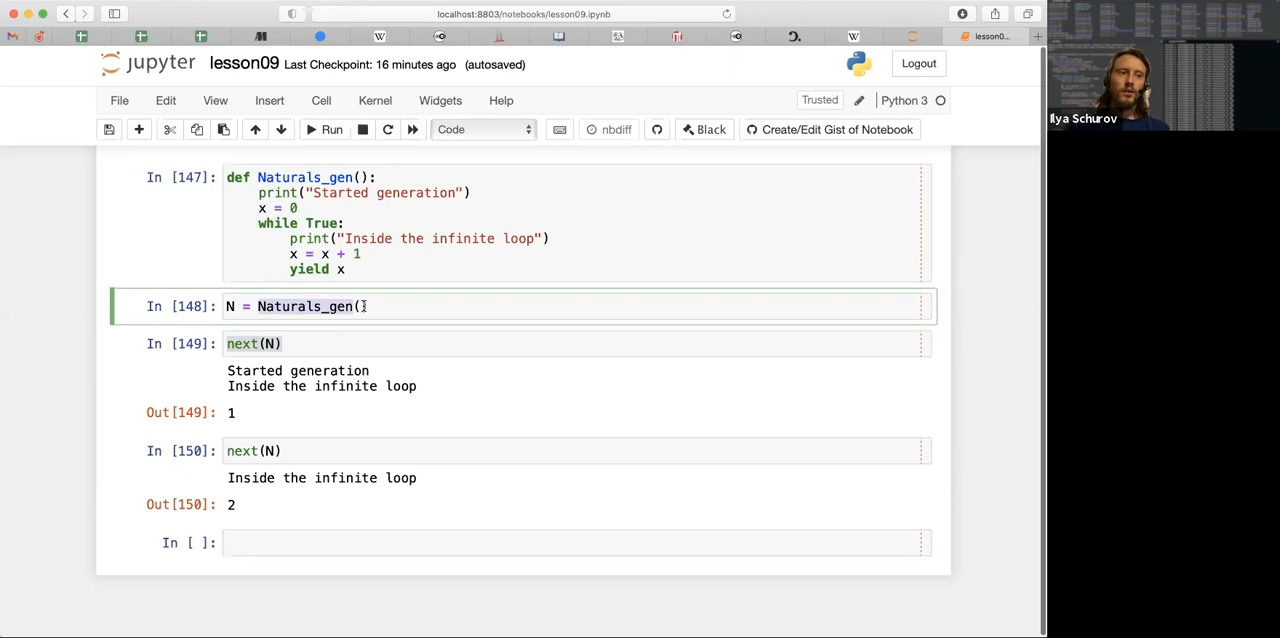 localhost:8803/notebooks/lesson09.ipynb
lesson0...
jupyter lesson09 Last Checkpoint: 16 minutes ago (autosaved)
Logout
File Edit View Insert Cell Kernel Widgets Help
Trusted Python 3
Run Code nbdiff Black Create/Edit Gist of Notebook
In [147]: def Naturals_gen():
print("Started generation")
x = 0
while True:
print("Inside the infinite loop")
x = x + 1
yield x
In [148]: N = Naturals_gen()
In [149]: next(N)
Started generation
Inside the infinite loop
Out[149]: 1
In [150]: next(N)
Inside the infinite loop
Out[150]: 2
In [ ]:
Ilya Schurov